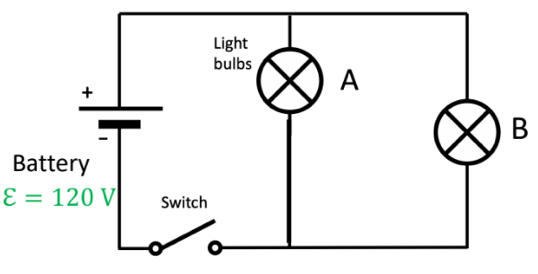 Light
bulbs
A
+
B
–
Battery
Ɛ = 120 V
Switch